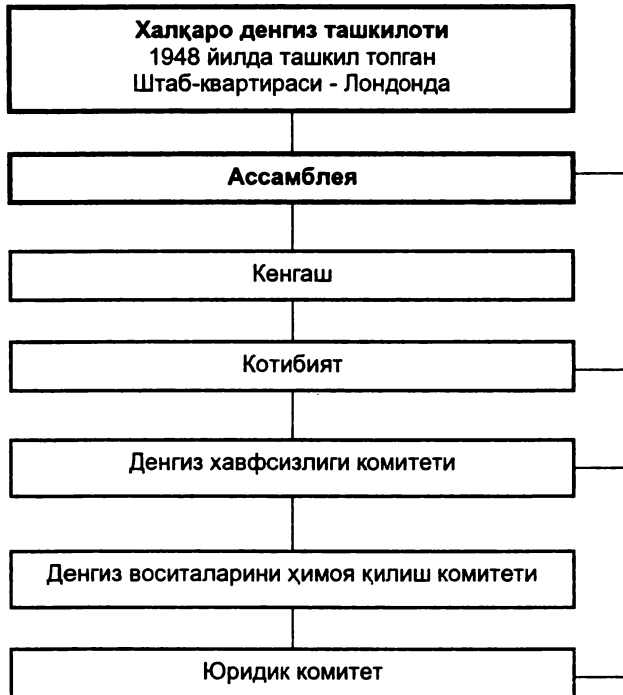 Халқаро денгиз ташкилоти
1948 йилда ташкил топган
Штаб-квартираси - Лондонда
Ассамблея
Кенгаш
Котибият
Денгиз хавфсизлиги комитети
Денгиз воситаларини ҳимоя қилиш комитети
Юридик комитет